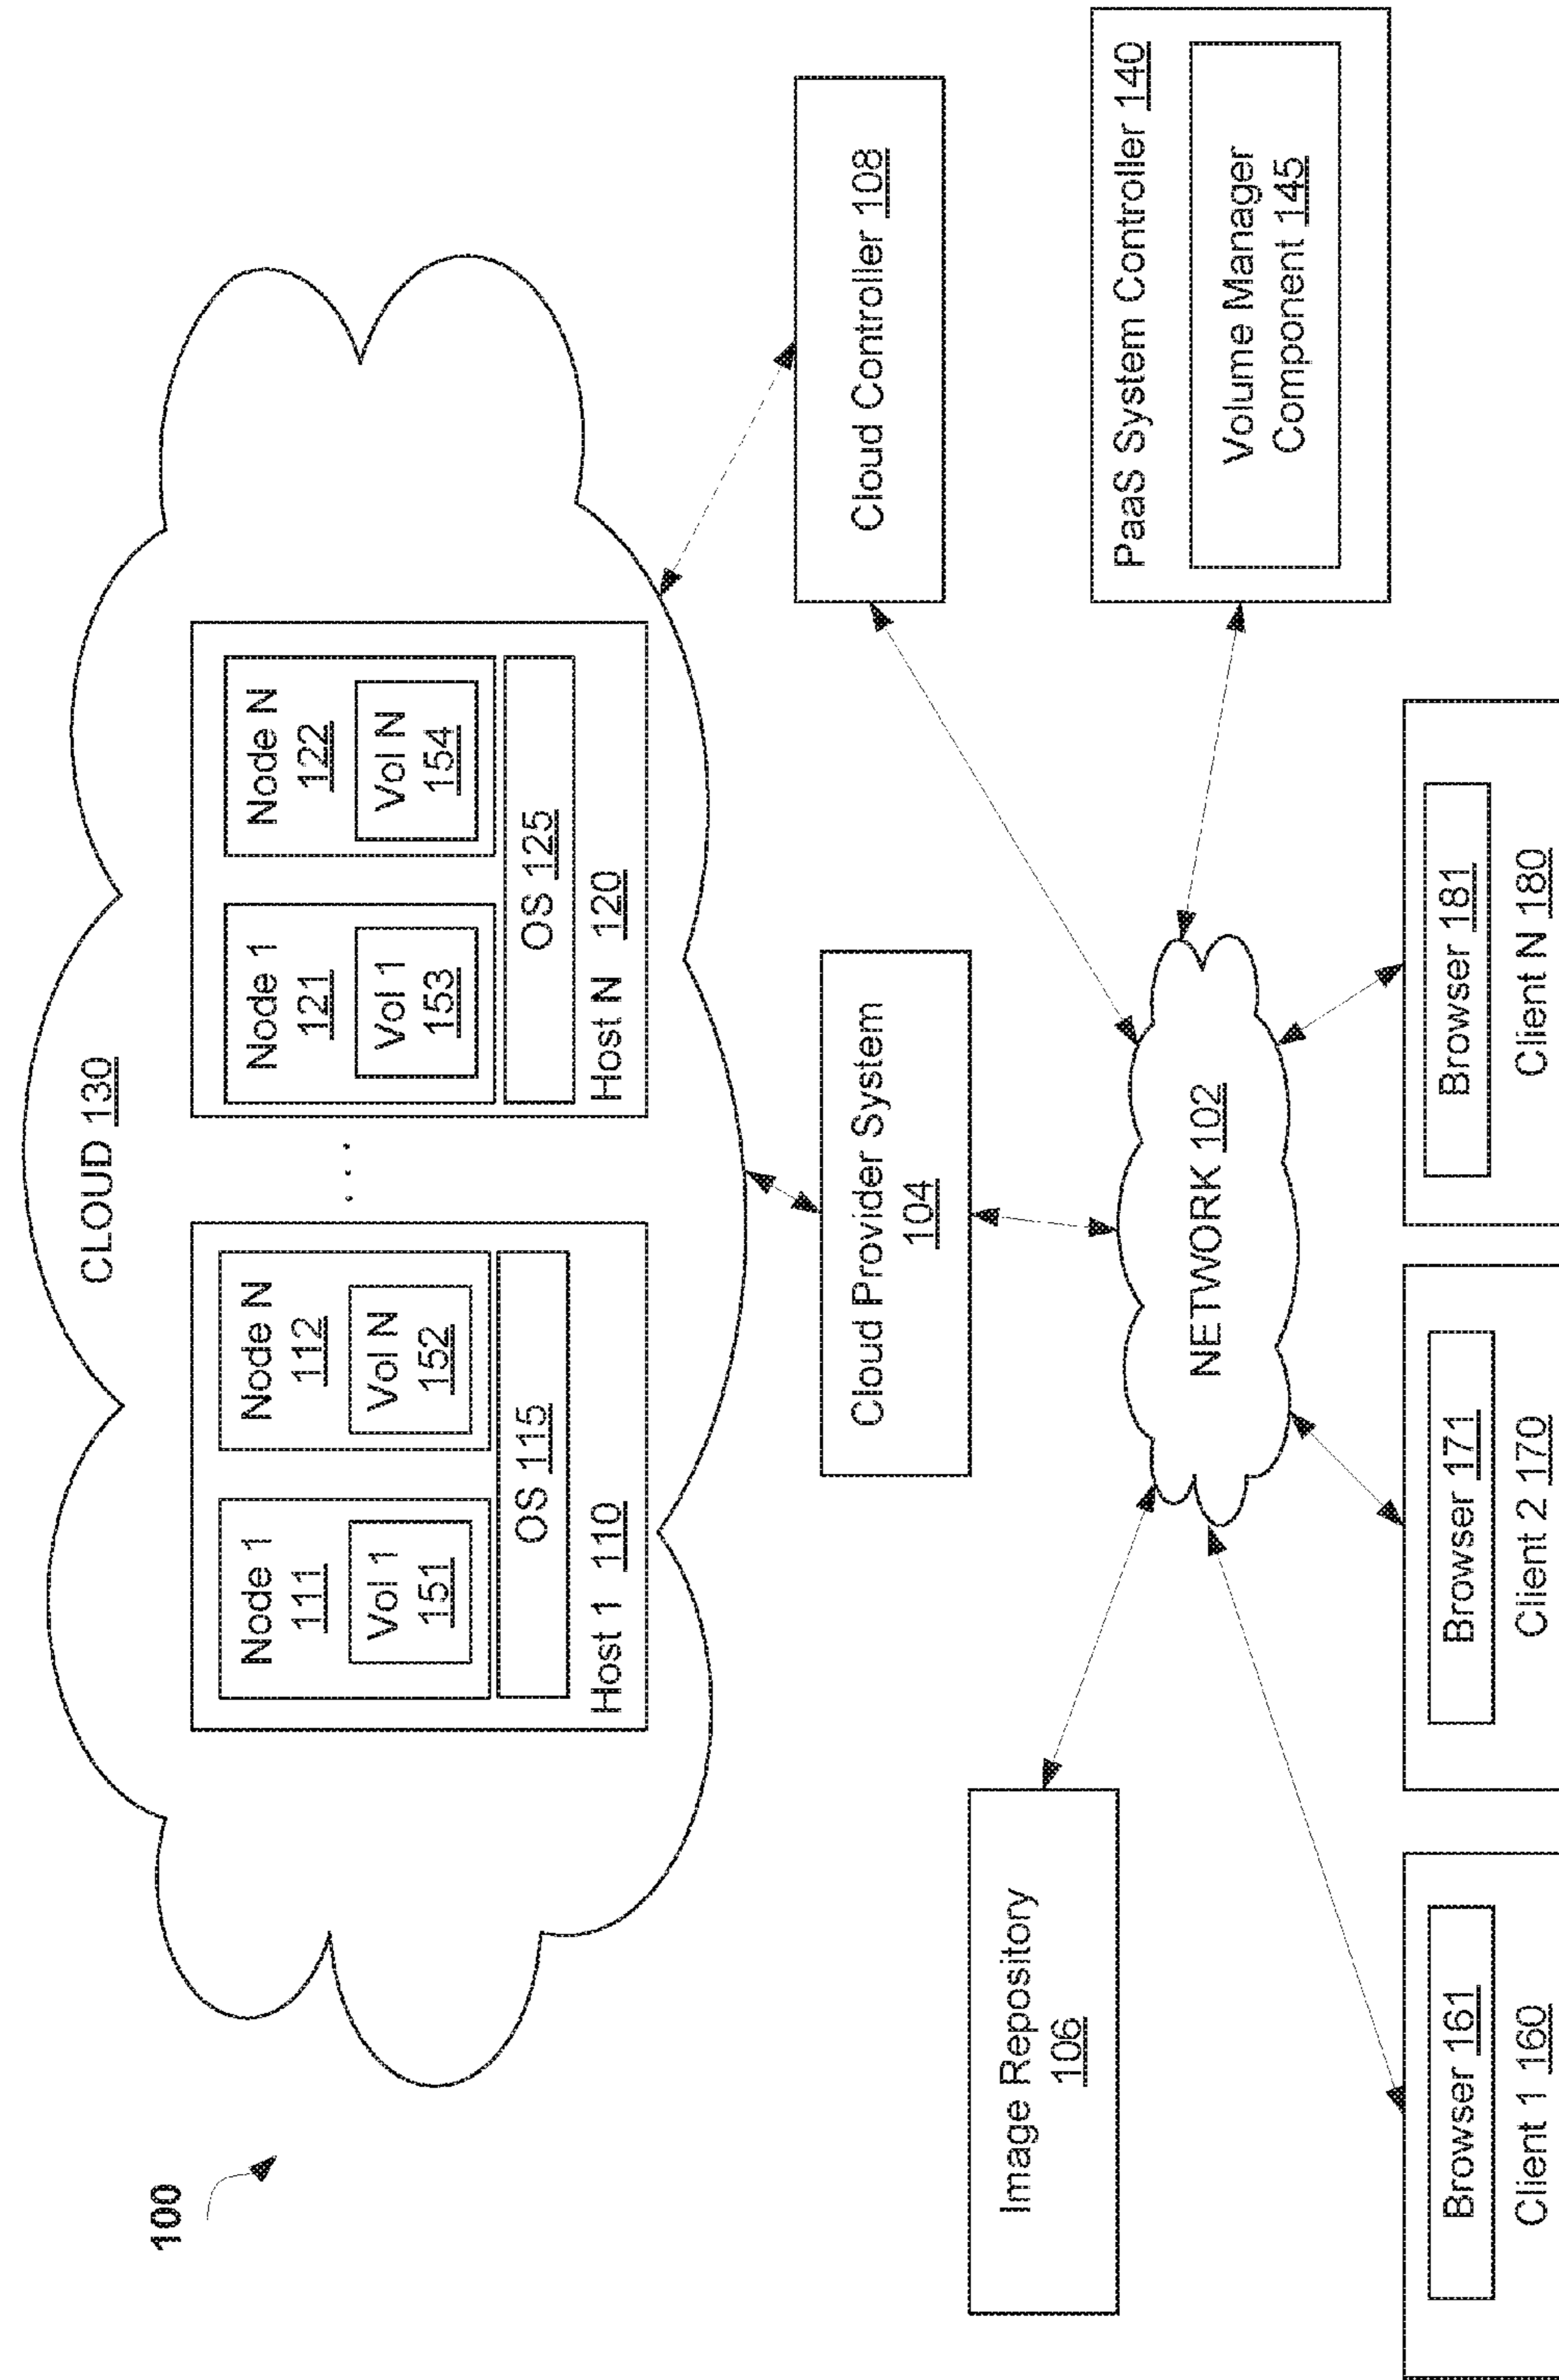 100
CLOUD 130
Node 1
111
Vol 1
151
Node N
112
Vol N
152
OS 115
Host 1 110
. . .
Node 1
121
Vol 1
153
Node N
122
Vol N
154
OS 125
Host N 120
Cloud Provider System
104
Cloud Controller 108
Image Repository
106
NETWORK 102
PaaS System Controller 140
Volume Manager
Component 145
Browser 161
Client 1 160
Browser 171
Client 2 170
Browser 181
Client N 180